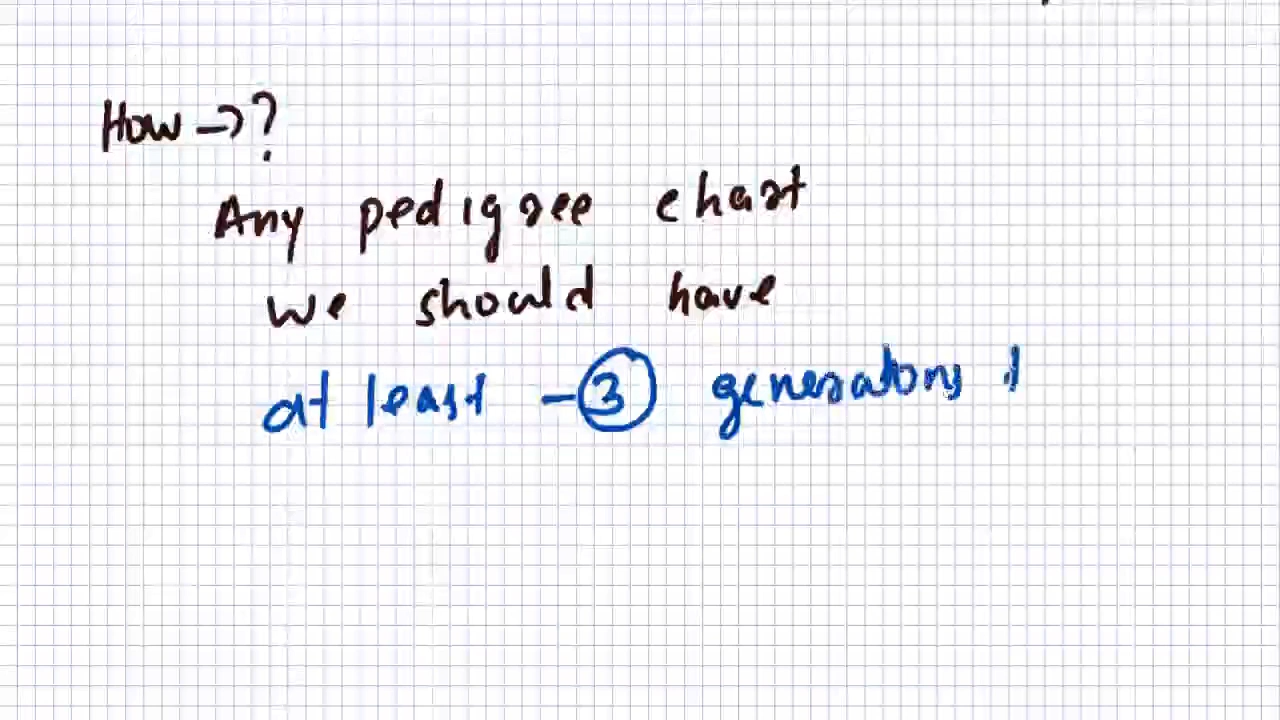 How →?
Any pedigree chart
we should have
at least - 3 generations